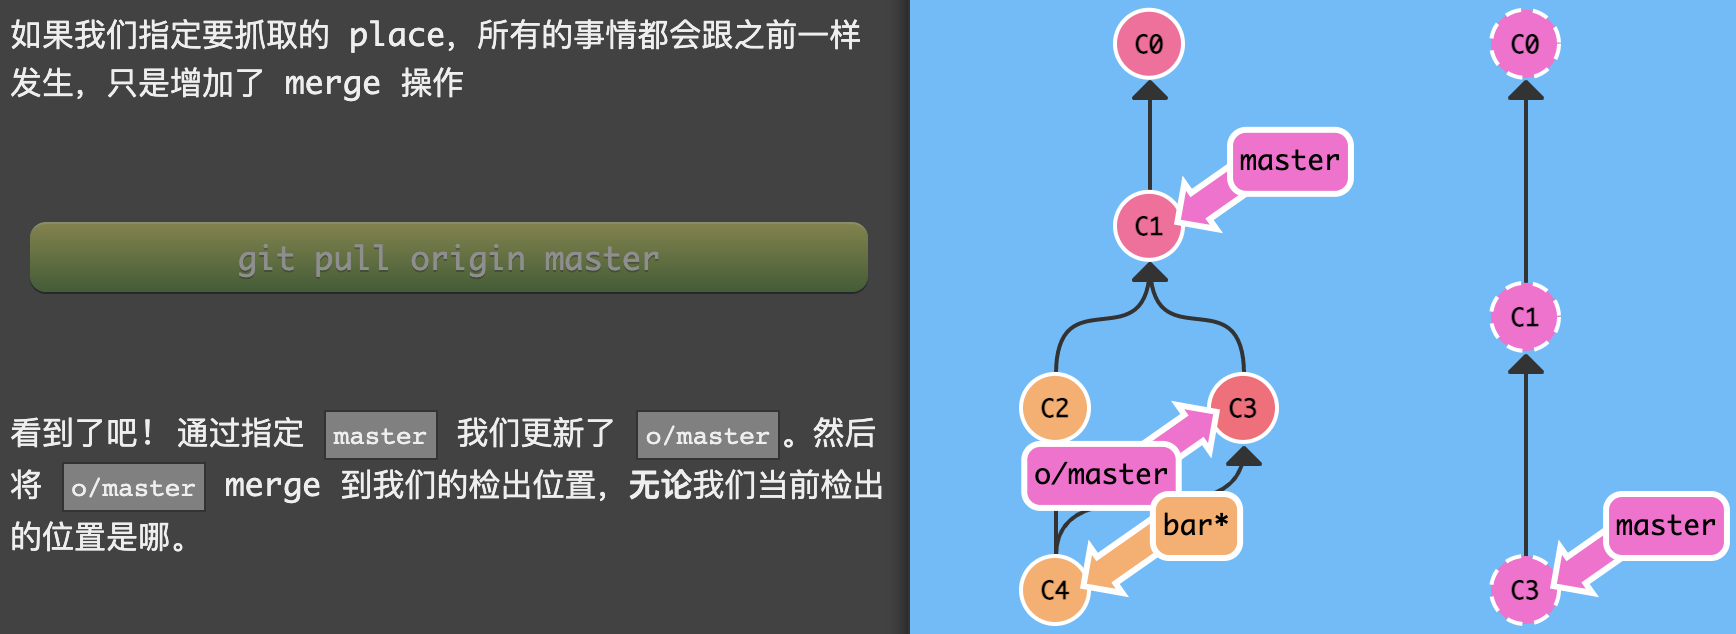 如果我们指定要抓取的 place，所有的事情都会跟之前一样
发生，只是增加了 merge 操作
git pull origin master
看到了吧！通过指定 master 我们更新了 o/master。然后
将 o/master merge 到我们的检出位置，无论我们当前检出
的位置是哪。
C0
master
C1
C2
C3
o/master
bar*
C4
C0
C1
master
C3